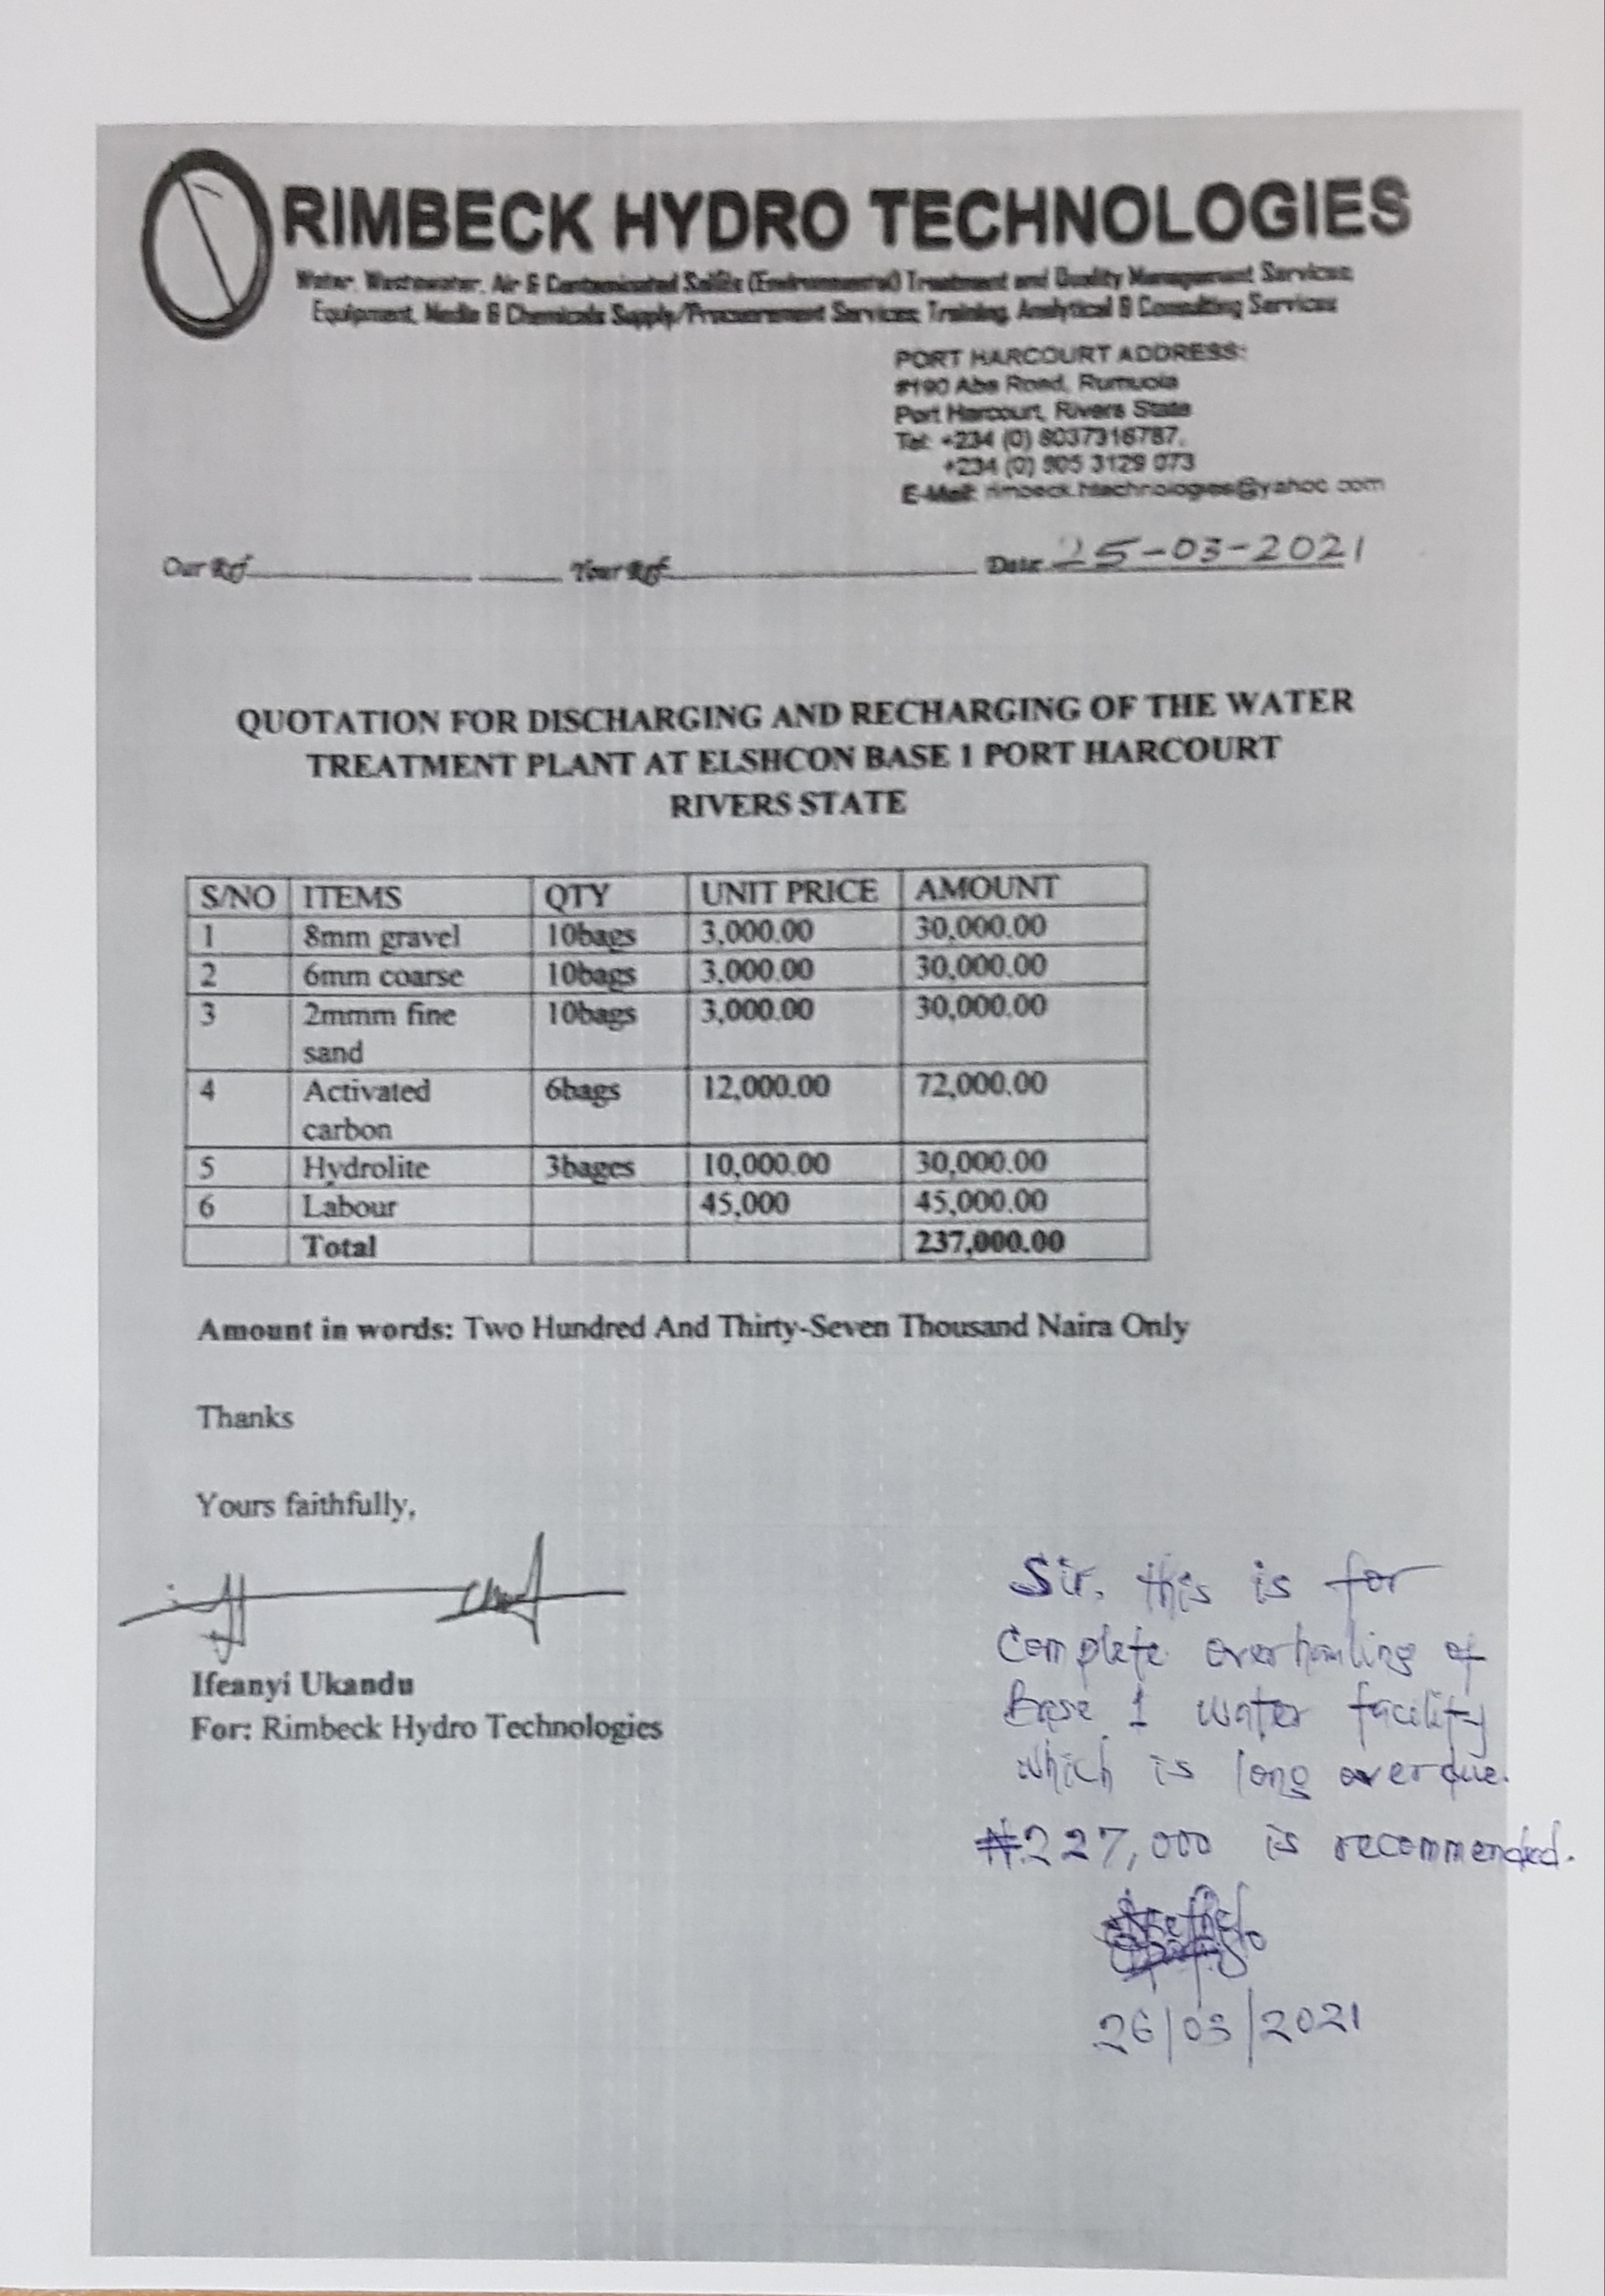 RIMBECK HYDRO TECHNOLOGIES
Water, Wastewater, Air & Contaminated Solids (Environmental) Treatment and Quality Management Services;
Equipment, Media & Chemicals Supply/Procurement Services; Training, Analytical & Consulting Services
PORT HARCOURT ADDRESS:
#190 Aba Road, Rumuola
Port Harcourt, Rivers State
Tel: +234 (0) 8037316787,
+234 (0) 805 3129 073
E-Mail: rimbeck.htechnologies@yahoo.com
Our Ref. Your Ref. Date 25-03-2021
QUOTATION FOR DISCHARGING AND RECHARGING OF THE WATER
TREATMENT PLANT AT ELSHCON BASE 1 PORT HARCOURT
RIVERS STATE
S/NO ITEMS QTY UNIT PRICE AMOUNT
1 8mm gravel 10bags 3,000.00 30,000.00
2 6mm coarse 10bags 3,000.00 30,000.00
3 2mmm fine 10bags 3,000.00 30,000.00
sand
4 Activated 6bags 12,000.00 72,000.00
carbon
5 Hydrolite 3bages 10,000.00 30,000.00
6 Labour 45,000 45,000.00
Total 237,000.00
Amount in words: Two Hundred And Thirty-Seven Thousand Naira Only
Thanks
Yours faithfully,
Ifeanyi Ukandu
For: Rimbeck Hydro Technologies
Sir, this is for
Complete overhauling of
Base 1 water facility
which is long overdue.
₦227,000 is recommended.
26/03/2021